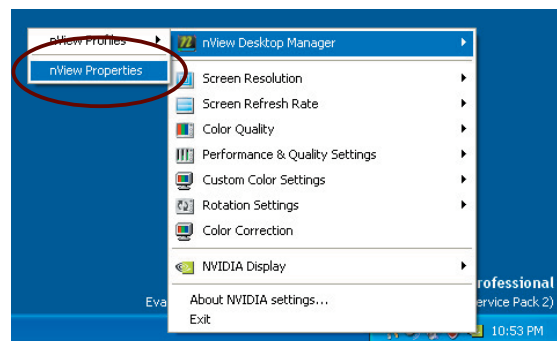 nView Profiles
nView Properties
nView Desktop Manager
Screen Resolution
Screen Refresh Rate
Color Quality
Performance & Quality Settings
Custom Color Settings
Rotation Settings
Color Correction
NVIDIA Display
About NVIDIA settings...
Exit
rofessional
Eva
ervice Pack 2)
10:53 PM